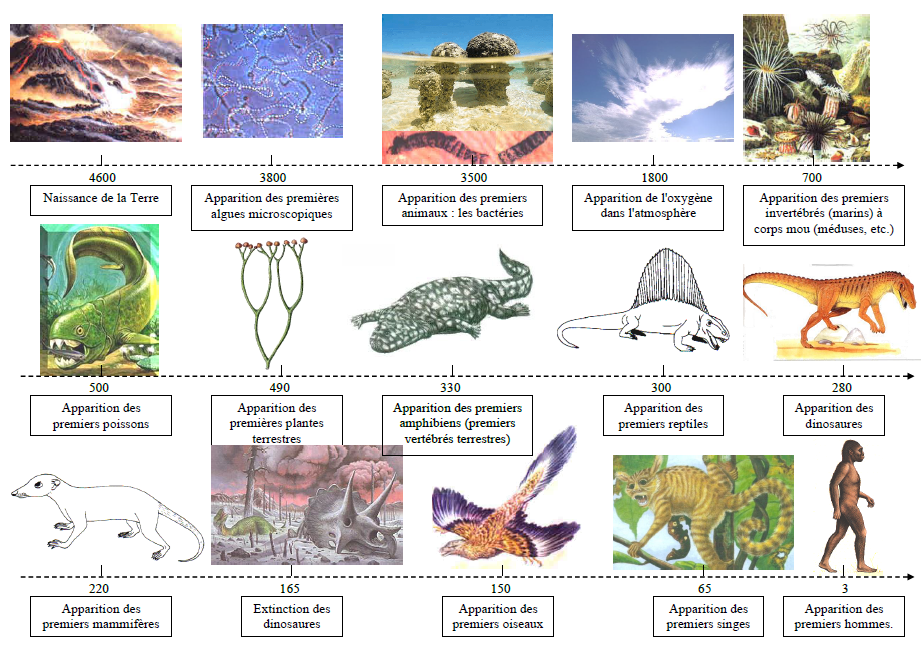 4600
3800
3500
1800
700
Naissance de la Terre
Apparition des premières
algues microscopiques
Apparition des premiers
animaux : les bactéries
Apparition de l'oxygène
dans l'atmosphère
Apparition des premiers
invertébrés (marins) à
corps mou (méduses, etc.)
500
490
330
300
280
Apparition des
premiers poissons
Apparition des
premières plantes
terrestres
Apparition des premiers
amphibiens (premiers
vertébrés terrestres)
Apparition des
premiers reptiles
Apparition des
dinosaures
220
165
150
65
3
Apparition des
premiers mammifères
Extinction des
dinosaures
Apparition des
premiers oiseaux
Apparition des
premiers singes
Apparition des
premiers hommes.